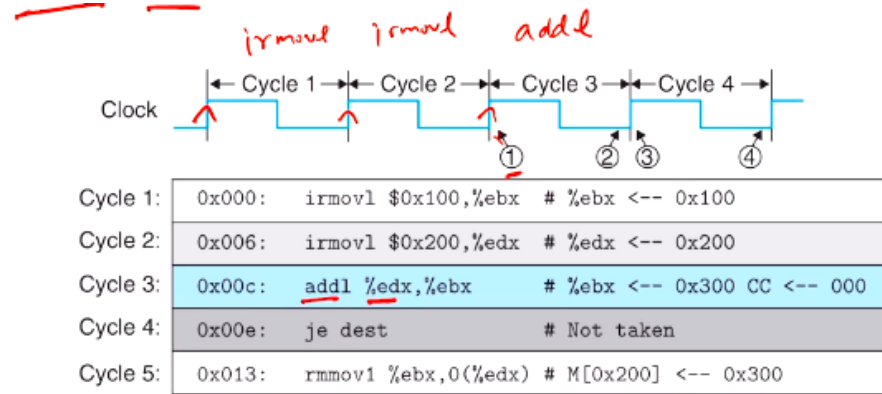 irmovl irmovl addl
Cycle 1 Cycle 2 Cycle 3 Cycle 4
Clock
① ② ③ ④
Cycle 1: 0x000: irmovl $0x100,%ebx # %ebx <-- 0x100
Cycle 2: 0x006: irmovl $0x200,%edx # %edx <-- 0x200
Cycle 3: 0x00c: addl %edx,%ebx # %ebx <-- 0x300 CC <-- 000
Cycle 4: 0x00e: je dest # Not taken
Cycle 5: 0x013: rmmovl %ebx,0(%edx) # M[0x200] <-- 0x300